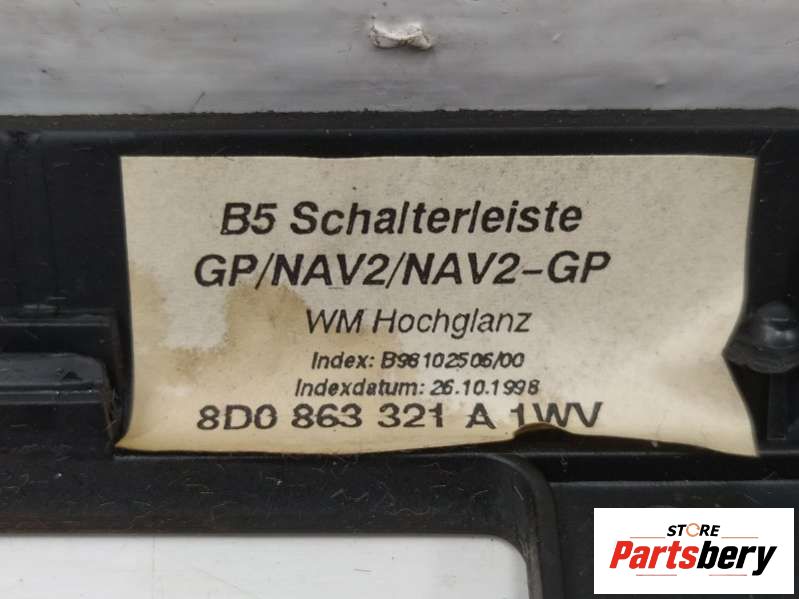 B5 Schalterleiste
GP/NAV2/NAV2-GP
WM Hochglanz
Index: B98102506/00
Indexdatum: 26.10.1998
8D0 863 321 A 1WV
STORE
Partsbery